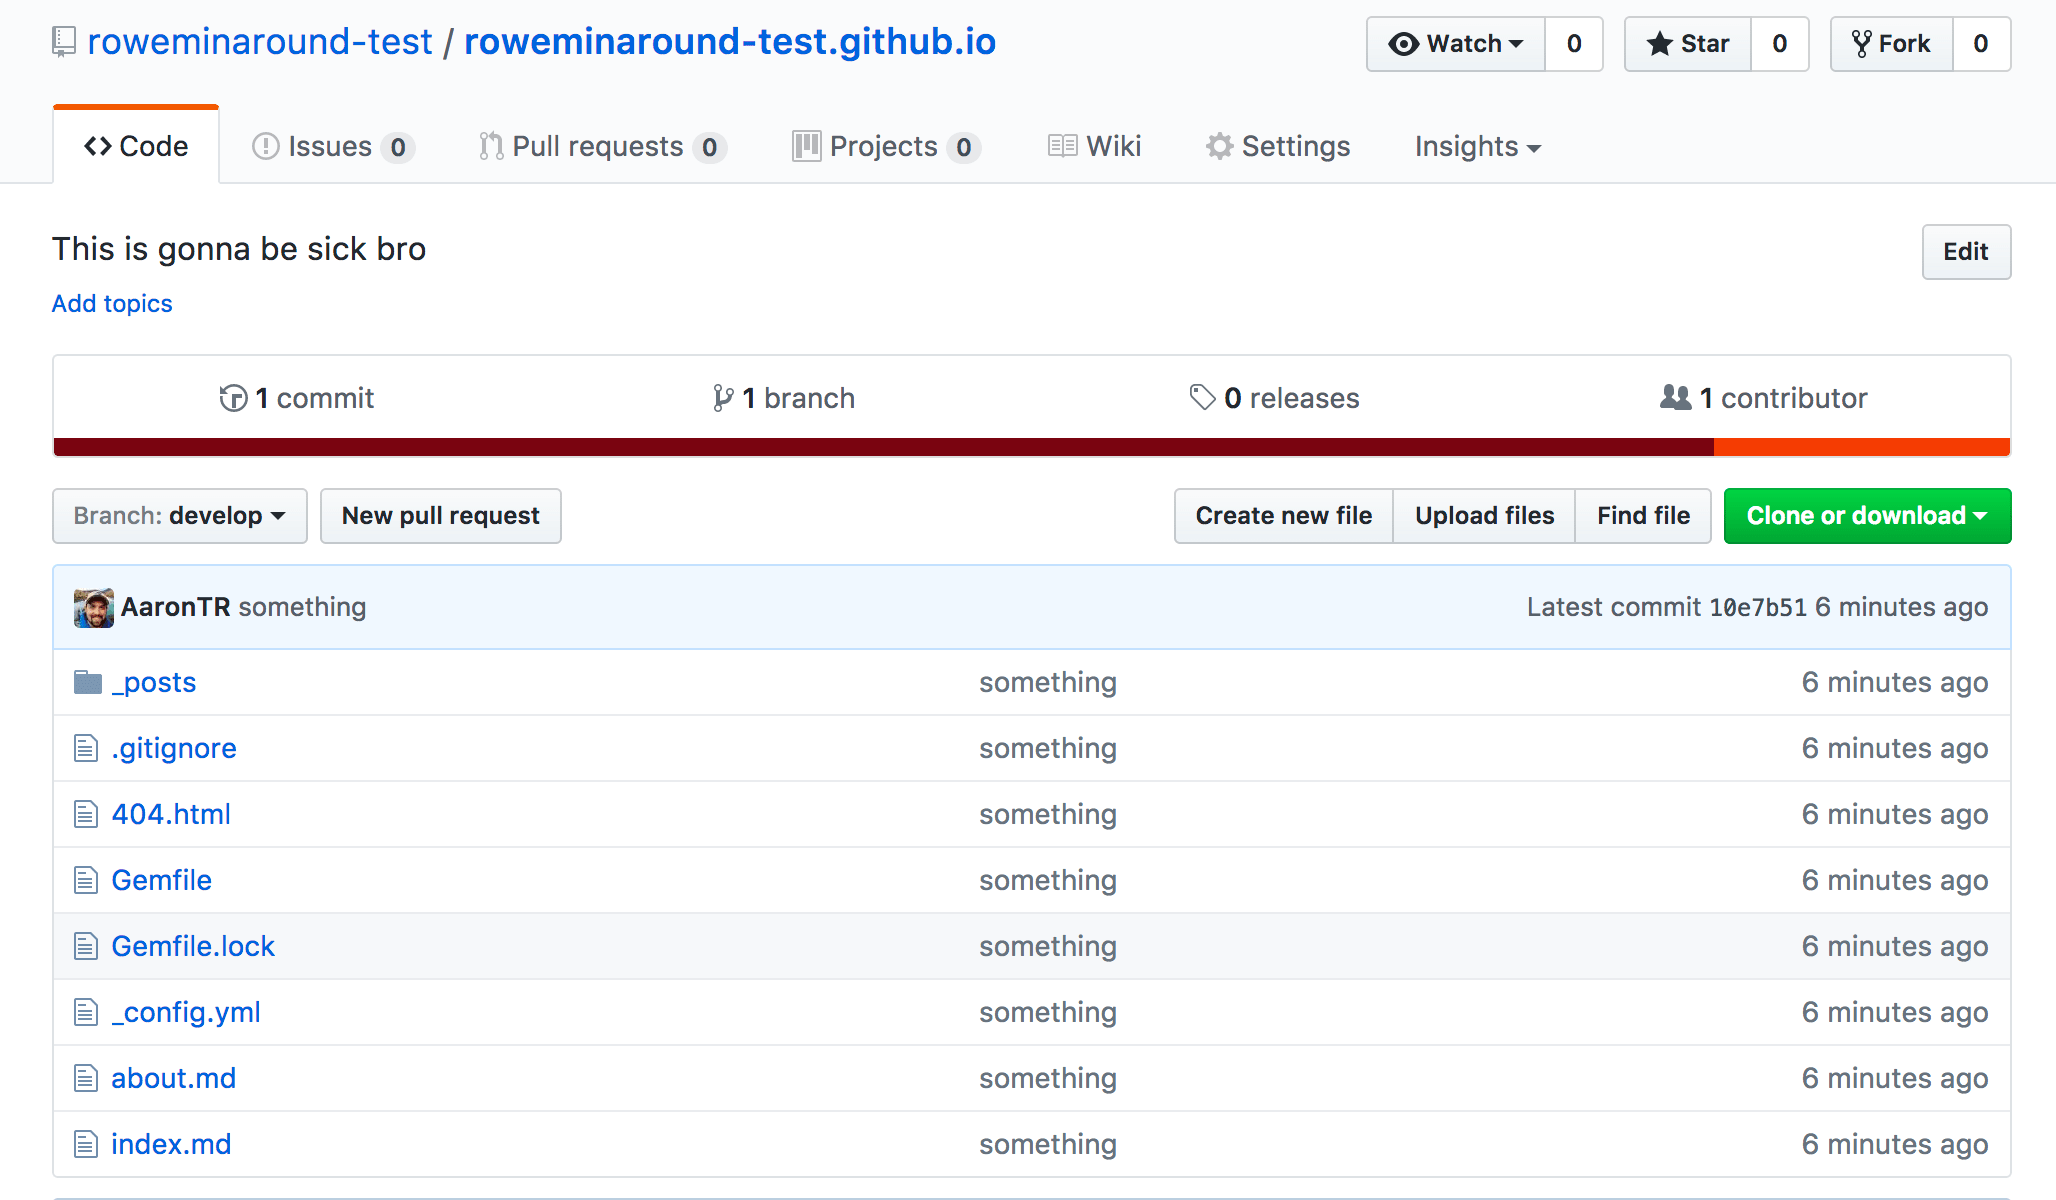 roweminaround-test / roweminaround-test.github.io Watch 0 Star 0 Fork 0
Code Issues 0 Pull requests 0 Projects 0 Wiki Settings Insights
This is gonna be sick bro Edit
Add topics
1 commit 1 branch 0 releases 1 contributor
Branch: develop New pull request Create new file Upload files Find file Clone or download
AaronTR something Latest commit 10e7b51 6 minutes ago
_posts something 6 minutes ago
.gitignore something 6 minutes ago
404.html something 6 minutes ago
Gemfile something 6 minutes ago
Gemfile.lock something 6 minutes ago
_config.yml something 6 minutes ago
about.md something 6 minutes ago
index.md something 6 minutes ago